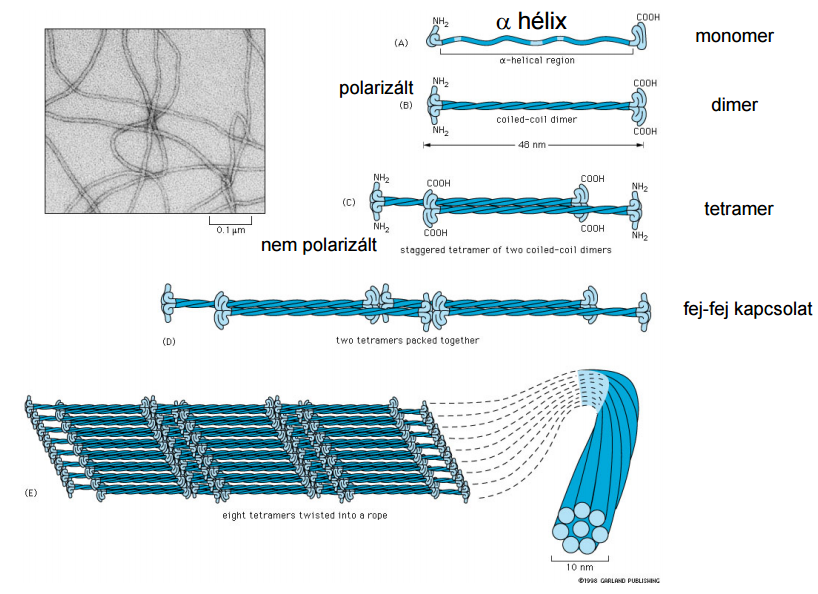 0.1 µm
NH2
α hélix
COOH
(A)
α-helical region
monomer
polarizált
NH2
COOH
(B)
coiled-coil dimer
dimer
NH2
COOH
48 nm
NH2
COOH
COOH
NH2
(C)
tetramer
NH2
COOH
COOH
NH2
nem polarizált
staggered tetramer of two coiled-coil dimers
fej-fej kapcsolat
(D)
two tetramers packed together
(E)
eight tetramers twisted into a rope
10 nm
©1998 GARLAND PUBLISHING